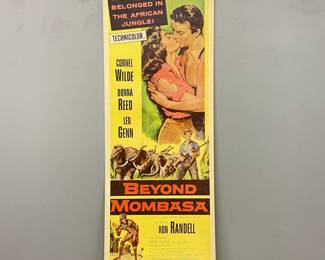 BELONGED IN THE AFRICAN
JUNGLE!
TECHNICOLOR
CORNEL
WILDE
DONNA
REED
LEO
GENN
BEYOND
MOMBASA
RON RANDELL